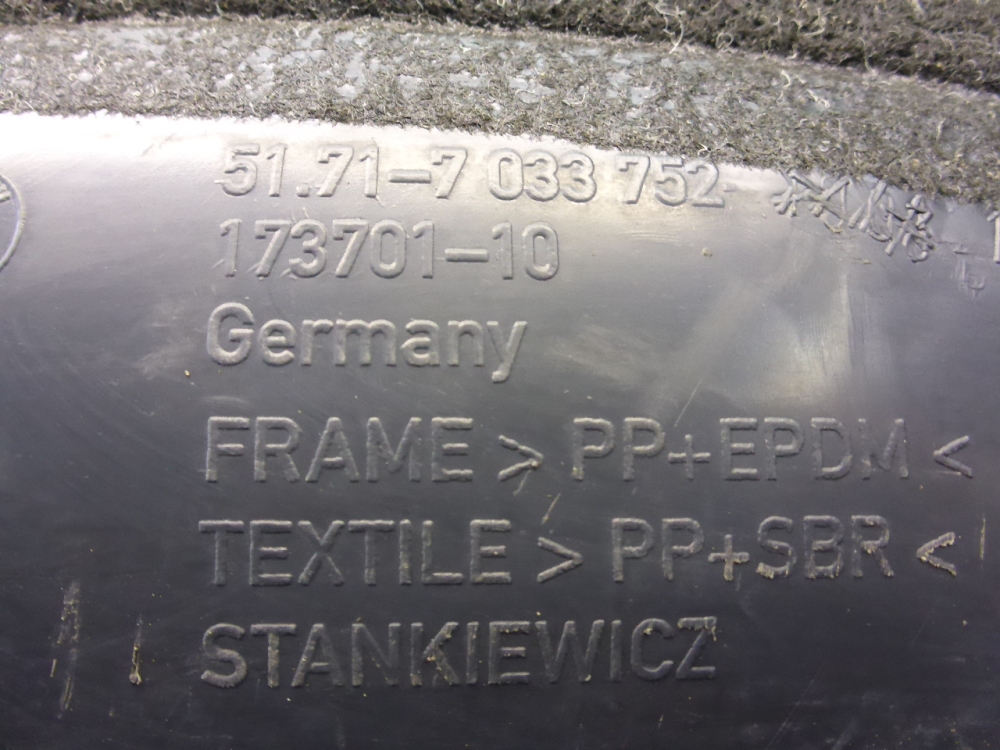 51.71-7 033 752
173701-10
Germany
FRAME > PP+EPDM <
TEXTILE > PP+SBR <
STANKIEWICZ